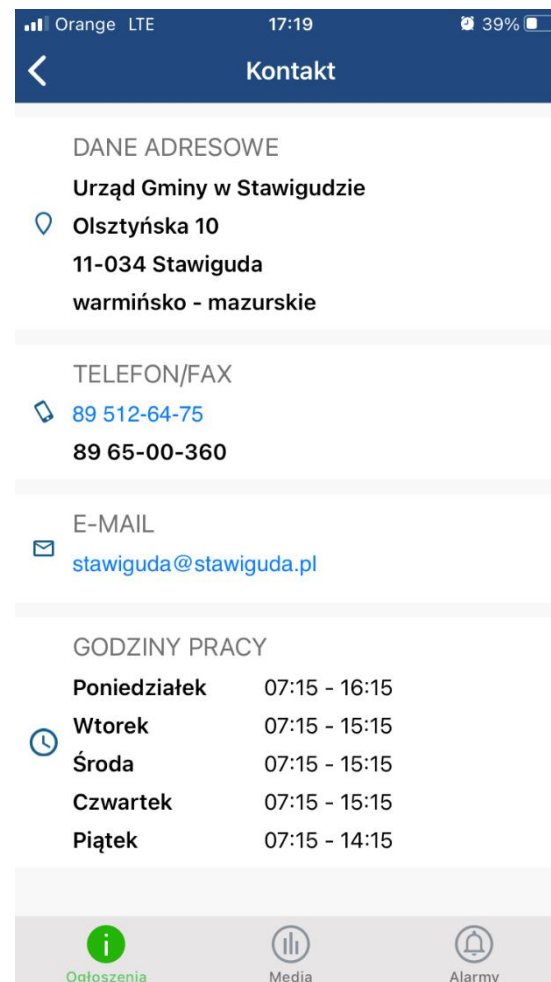 Orange LTE 17:19 39%
Kontakt
DANE ADRESOWE
Urząd Gminy w Stawigudzie
Olsztyńska 10
11-034 Stawiguda
warmińsko - mazurskie
TELEFON/FAX
89 512-64-75
89 65-00-360
E-MAIL
stawiguda@stawiguda.pl
GODZINY PRACY
Poniedziałek 07:15 - 16:15
Wtorek 07:15 - 15:15
Środa 07:15 - 15:15
Czwartek 07:15 - 15:15
Piątek 07:15 - 14:15
Ogłoszenia Media Alarmy